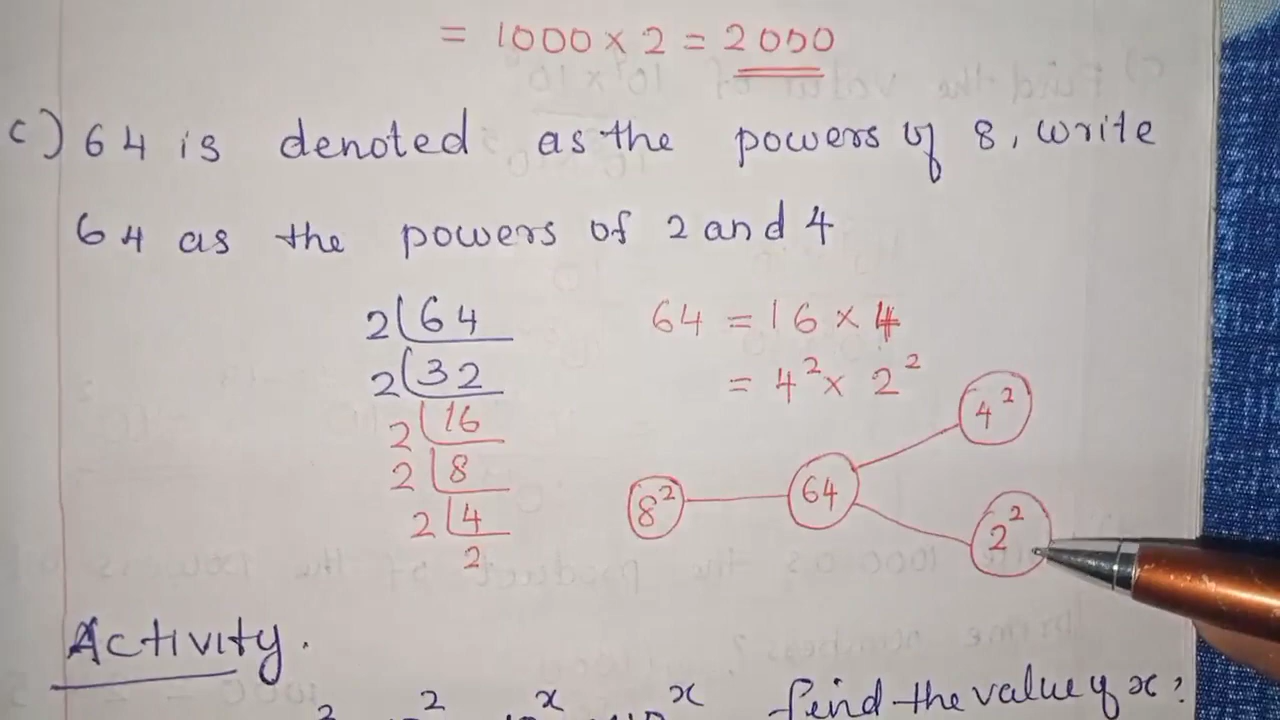 = 1000 × 2 = 2000
c) 64 is denoted as the powers of 8, write
64 as the powers of 2 and 4
2 64
2 32
2 16
2 8
2 4
2
64 = 16 × 4
= 4² × 2²
4²
8² 64
2²
Activity.
2 x x find the value of x?